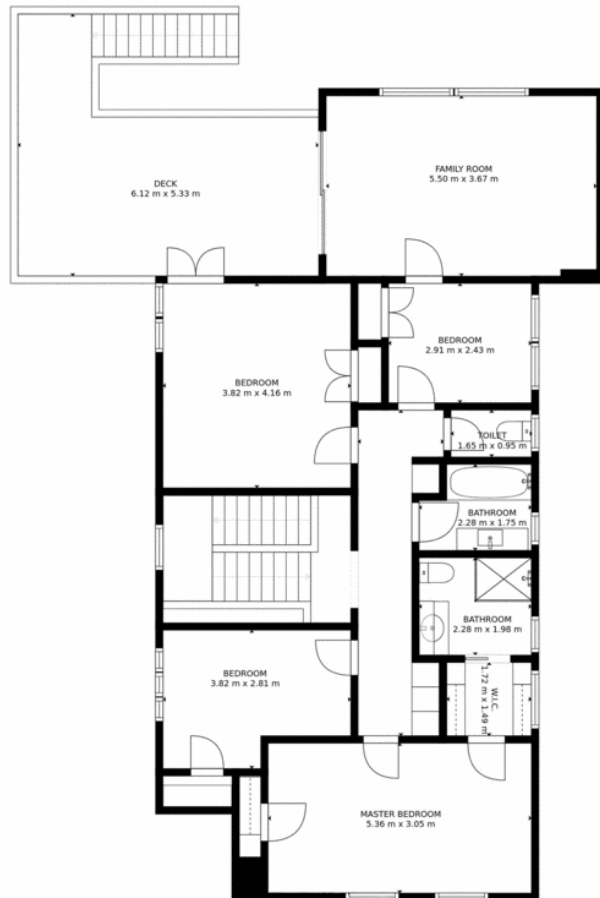 FAMILY ROOM
5.50 m x 3.67 m
DECK
6.12 m x 5.33 m
BEDROOM
2.91 m x 2.43 m
BEDROOM
3.82 m x 4.16 m
TOILET
1.65 m x 0.95 m
BATHROOM
2.28 m x 1.75 m
BATHROOM
2.28 m x 1.98 m
BEDROOM
3.82 m x 2.81 m
W.I.C.
1.72 m x 1.49 m
MASTER BEDROOM
5.36 m x 3.05 m